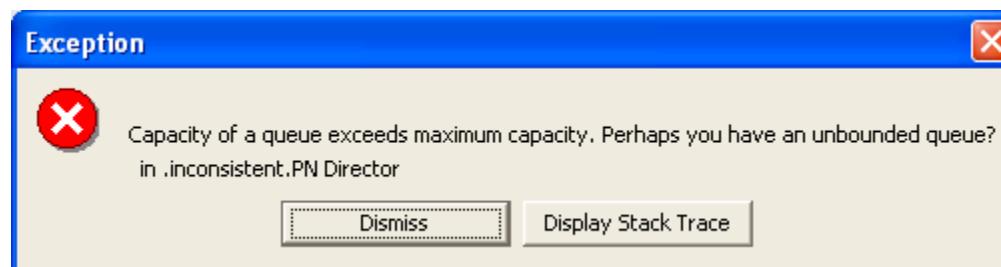 Exception
Capacity of a queue exceeds maximum capacity. Perhaps you have an unbounded queue?
in .inconsistent.PN Director
Dismiss Display Stack Trace